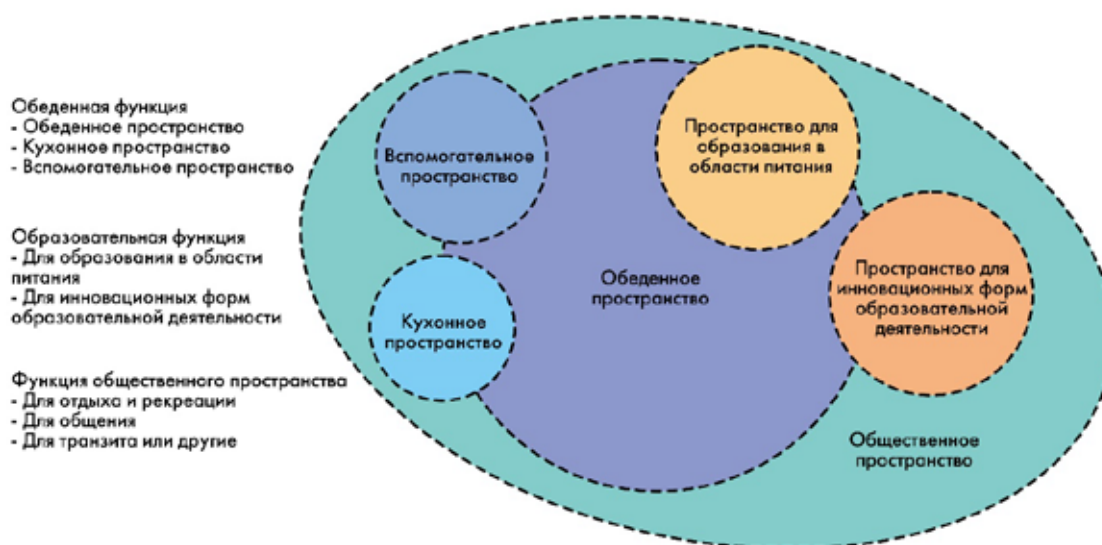 Обеденная функция
- Обеденное пространство
- Кухонное пространство
- Вспомогательное пространство
Образовательная функция
- Для образования в области
питания
- Для инновационных форм
образовательной деятельности
Функция общественного пространства
- Для отдыха и рекреации
- Для общения
- Для транзита или другие
Вспомогательное
пространство
Пространство для
образования в
области питания
Обеденное
пространство
Пространство для
инновационных форм
образовательной
деятельности
Кухонное
пространство
Общественное
пространство